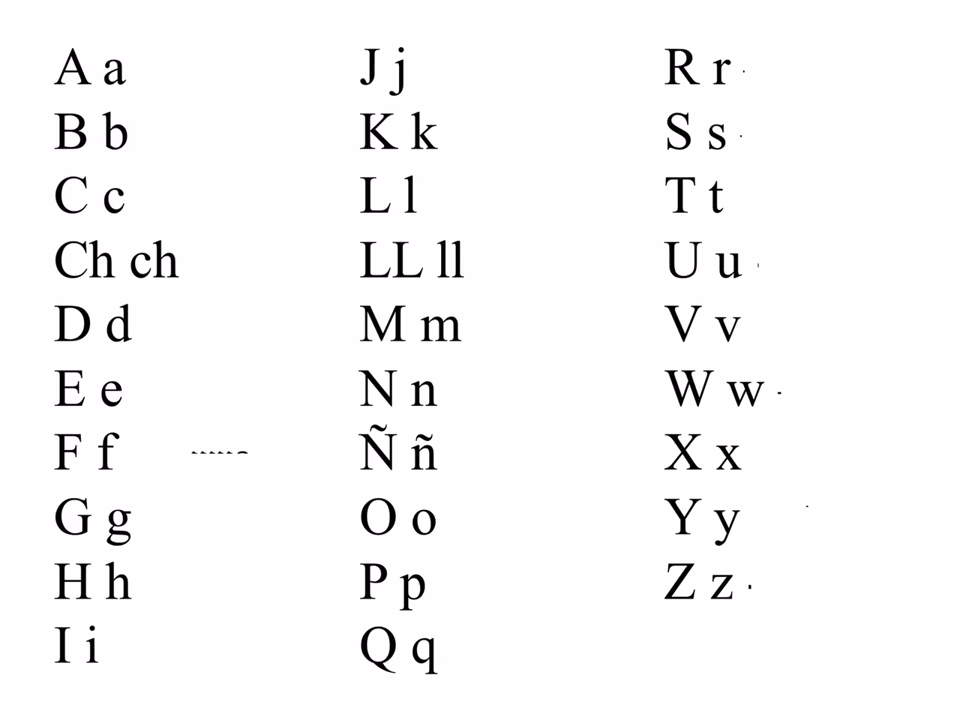 A a
B b
C c
Ch ch
D d
E e
F f
G g
H h
I i
J j
K k
L l
LL ll
M m
N n
Ñ ñ
O o
P p
Q q
R r
S s
T t
U u
V v
W w
X x
Y y
Z z